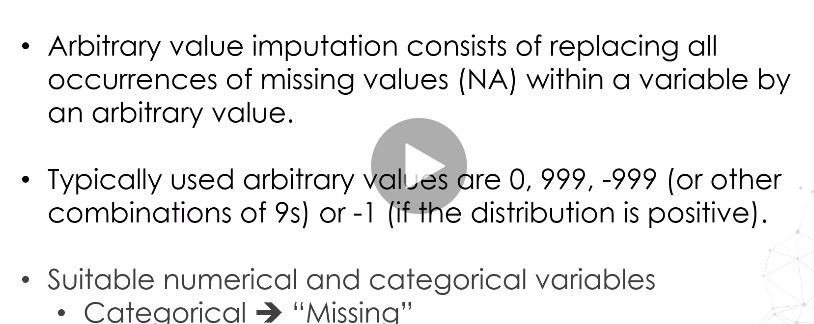 • Arbitrary value imputation consists of replacing all
occurrences of missing values (NA) within a variable by
an arbitrary value.
• Typically used arbitrary values are 0, 999, -999 (or other
combinations of 9s) or -1 (if the distribution is positive).
• Suitable numerical and categorical variables
• Categorical ➔ “Missing”